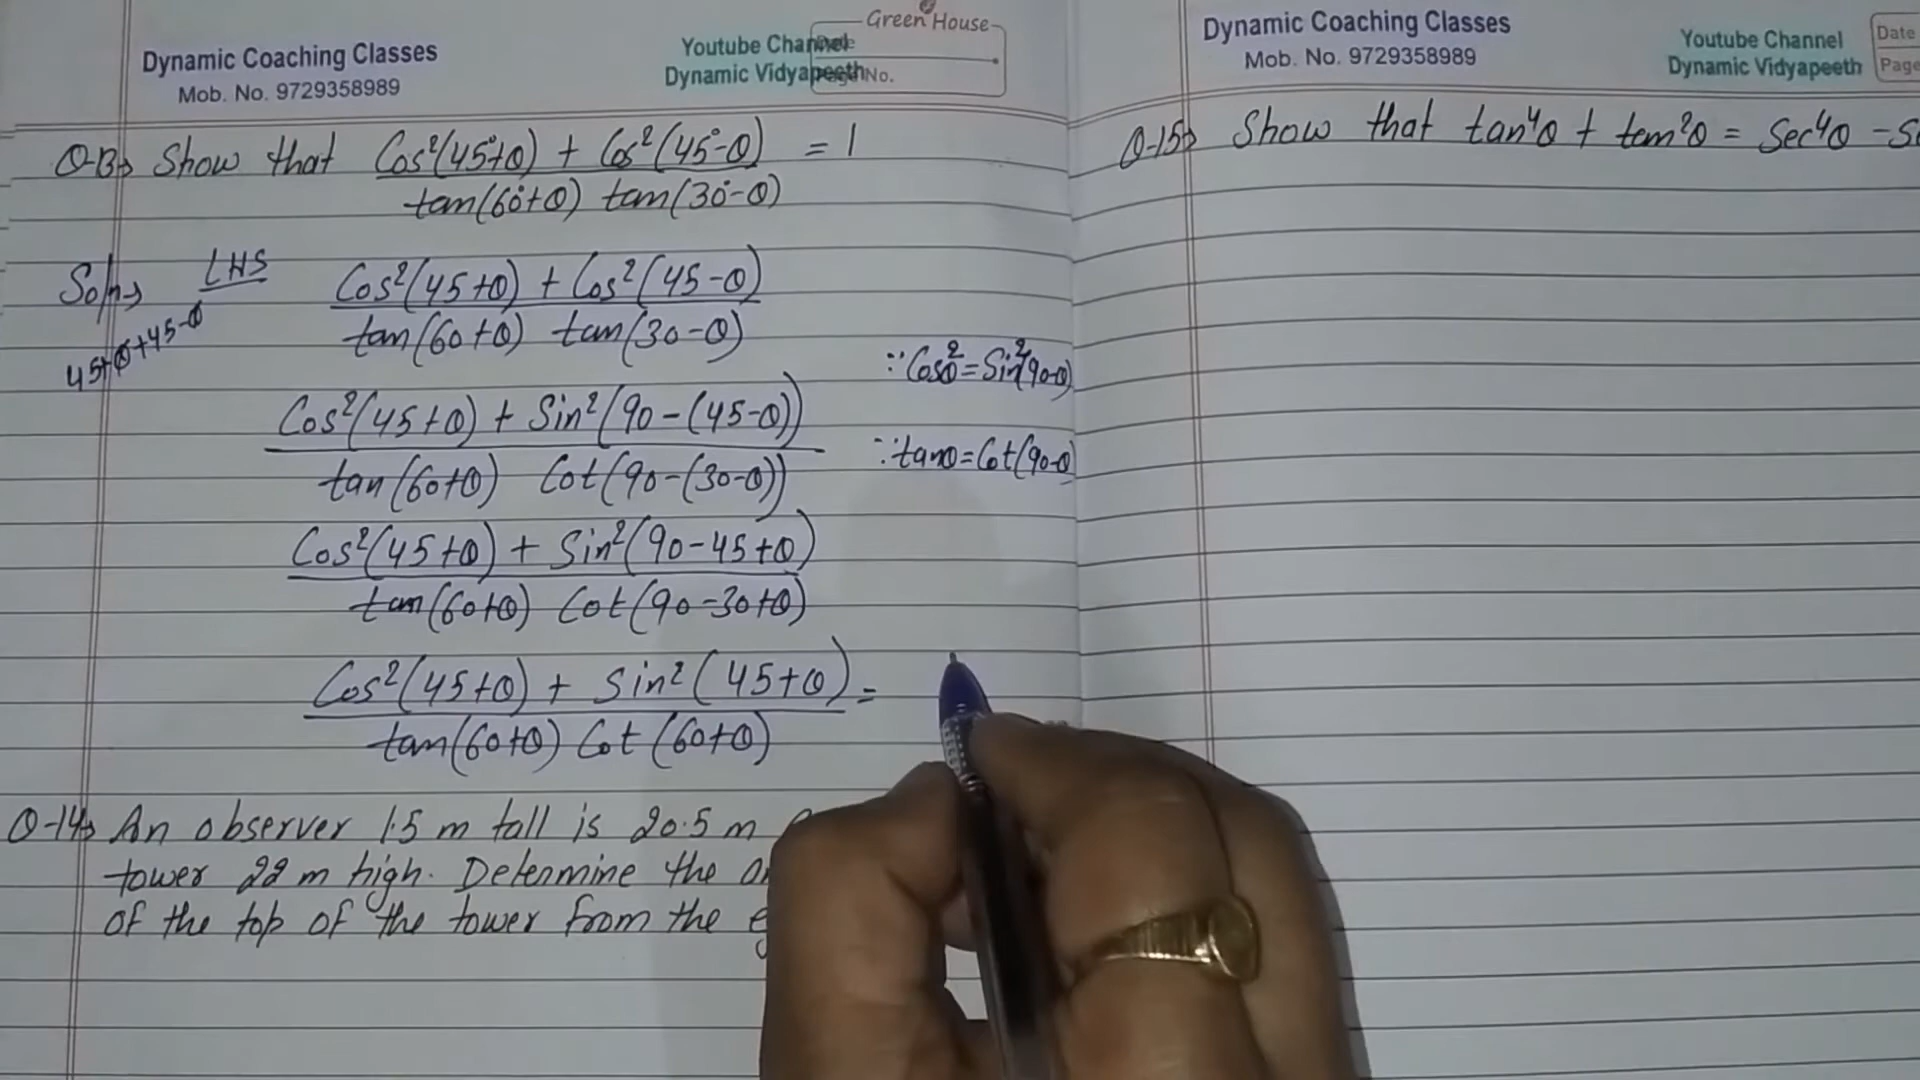 Dynamic Coaching Classes
Mob. No. 9729358989
Youtube Channel
Dynamic Vidyapeeth
Green House
Date
Page No.
Q-13 Show that Cos²(45°+θ) + Cos²(45°-θ) = 1
tan(60°+θ) tan(30°-θ)
Soln→ LHS
Cos²(45+θ) + Cos²(45-θ)
tan(60+θ) tan(30-θ)
45+θ+45-θ
∵ Cos²θ = Sin²(90-θ)
Cos²(45+θ) + Sin²(90-(45-θ))
tan(60+θ) Cot(90-(30-θ))
∵ tanθ = Cot(90-θ)
Cos²(45+θ) + Sin²(90-45+θ)
tan(60+θ) Cot(90-30+θ)
Cos²(45+θ) + Sin²(45+θ) =
tan(60+θ) Cot(60+θ)
Q-14 An observer 1.5 m tall is 20.5 m
tower 22 m high. Determine the
of the top of the tower from the
Dynamic Coaching Classes
Mob. No. 9729358989
Youtube Channel
Dynamic Vidyapeeth
Date
Page
Q-15 Show that tan⁴θ + tan²θ = Sec⁴θ -